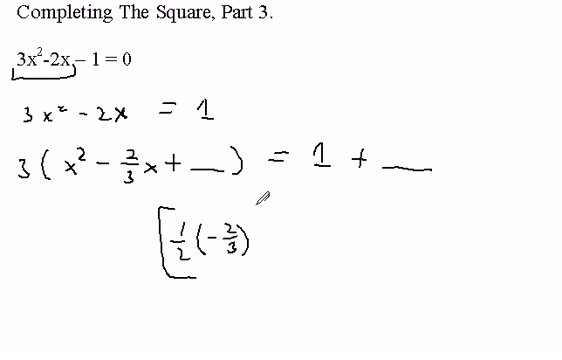 Completing The Square, Part 3.
3x²-2x - 1 = 0
3x² - 2x = 1
3(x² - 2/3 x + __) = 1 + __
[1/2(-2/3)